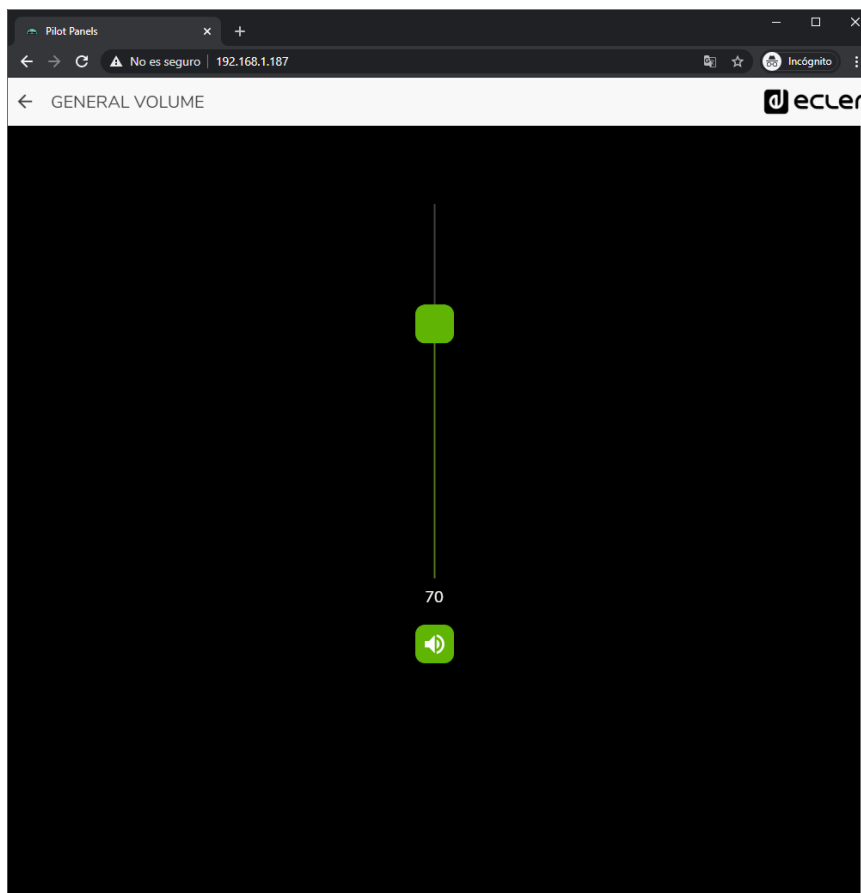 Pilot Panels
No es seguro | 192.168.1.187
Incógnito
GENERAL VOLUME
ecler
70